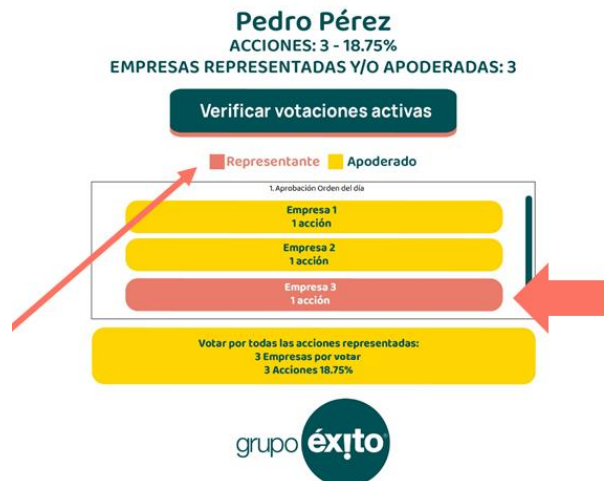 Pedro Pérez
ACCIONES: 3 - 18.75%
EMPRESAS REPRESENTADAS Y/O APODERADAS: 3
Verificar votaciones activas
Representante Apoderado
1. Aprobación Orden del día
Empresa 1
1 acción
Empresa 2
1 acción
Empresa 3
1 acción
Votar por todas las acciones representadas:
3 Empresas por votar
3 Acciones 18.75%
grupo éxito